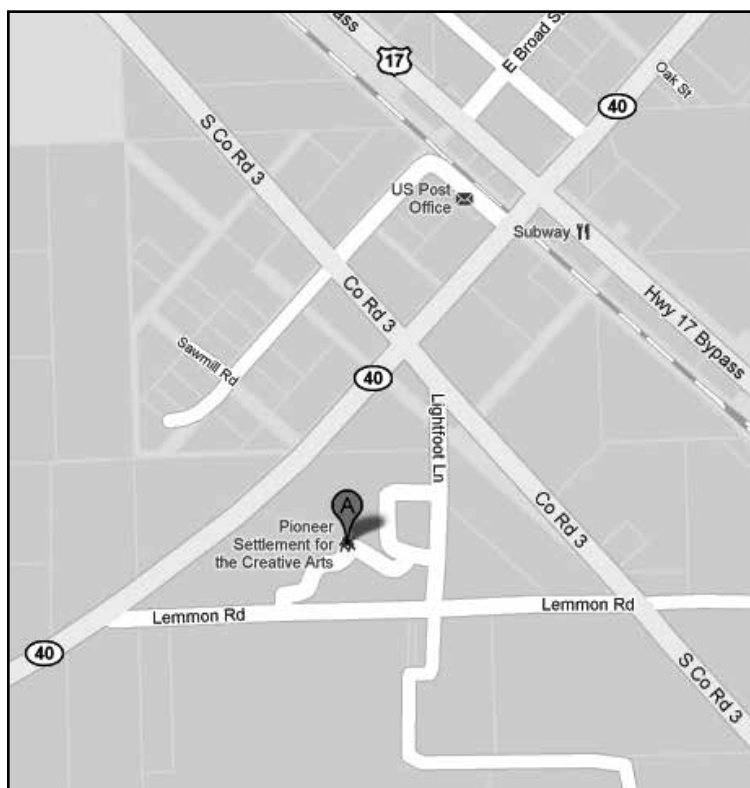 pass
17
E Broad St
Oak St
40
S Co Rd 3
US Post
Office
Subway
Co Rd 3
Hwy 17 Bypass
Sawmill Rd
40
Lightfoot Ln
A
Pioneer
Settlement for
the Creative Arts
Co Rd 3
Lemmon Rd
Lemmon Rd
40
S Co Rd 3